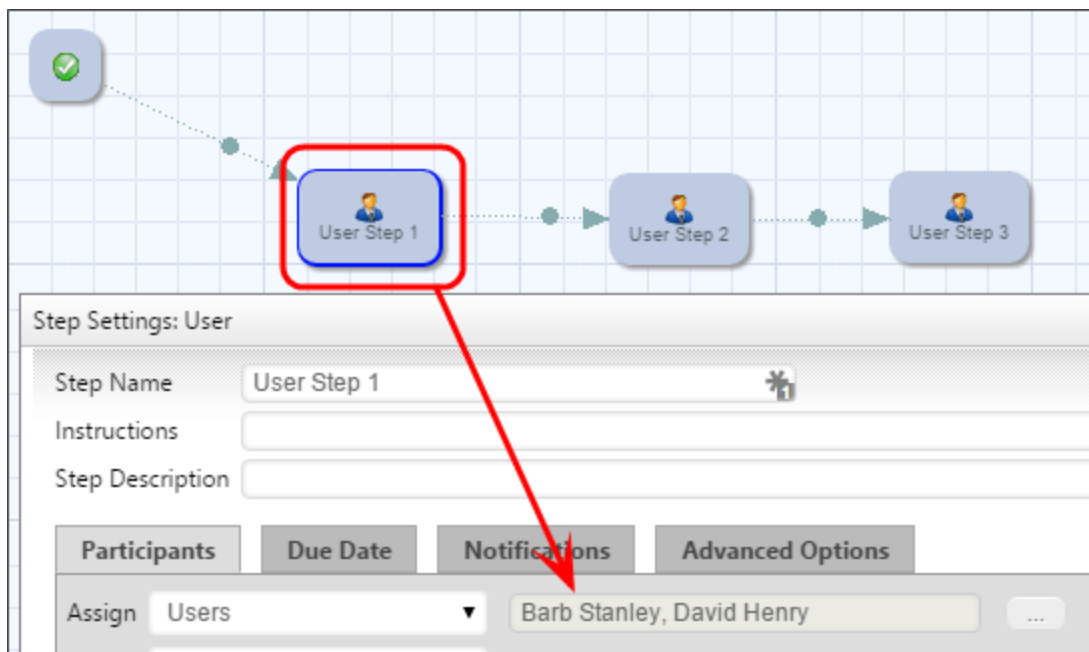 User Step 1
User Step 2
User Step 3
Step Settings: User
Step Name User Step 1
Instructions
Step Description
Participants Due Date Notifications Advanced Options
Assign Users Barb Stanley, David Henry ...